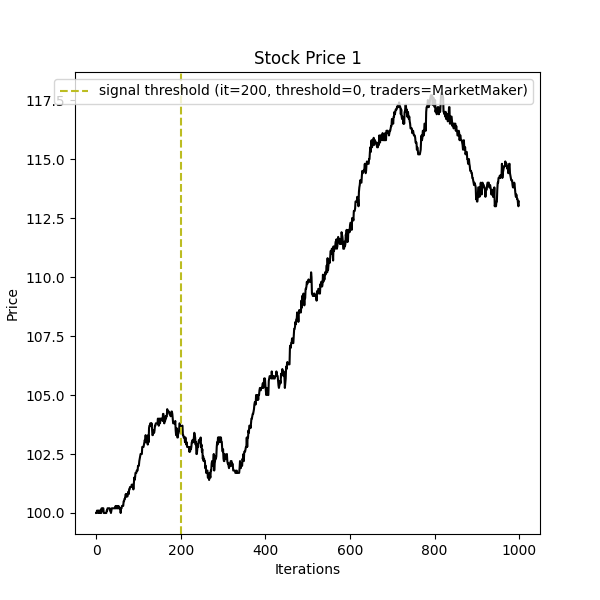 Stock Price 1
signal threshold (it=200, threshold=0, traders=MarketMaker)
117.5
115.0
112.5
110.0
107.5
105.0
102.5
100.0
Price
0 200 400 600 800 1000
Iterations